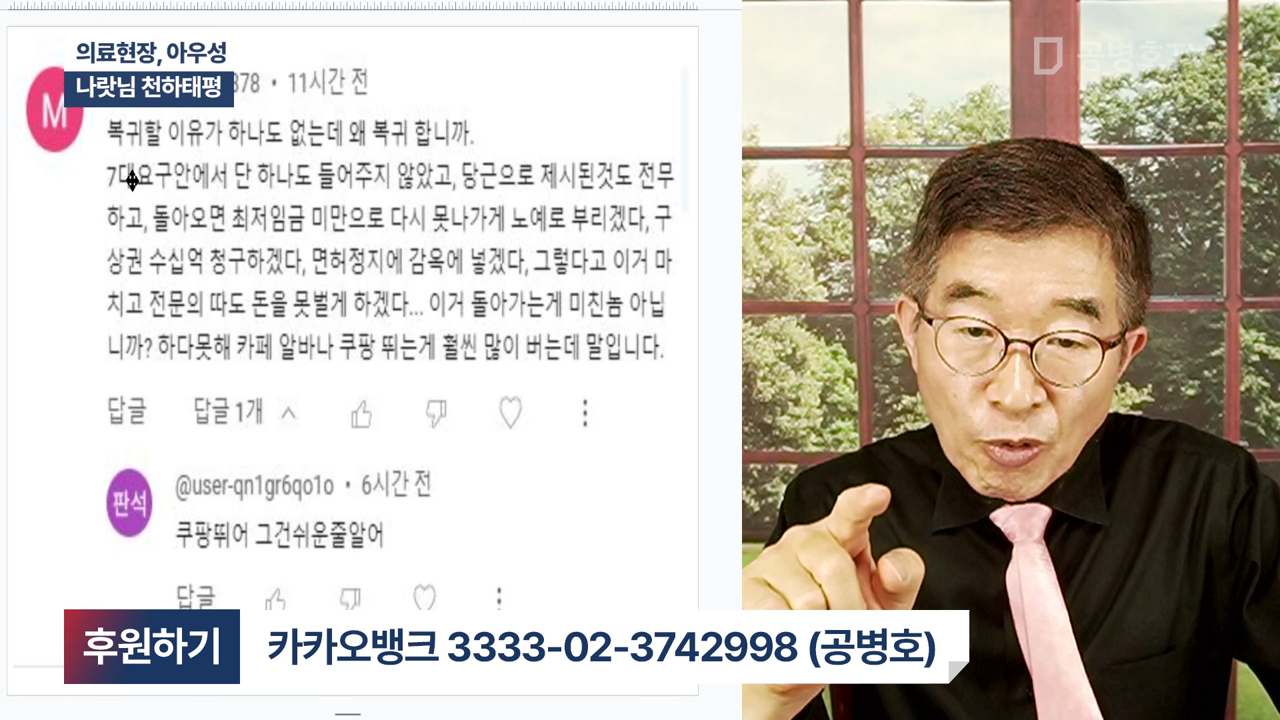 의료현장, 아우성
나랏님 천하태평
M
378 • 11시간 전
복귀할 이유가 하나도 없는데 왜 복귀 합니까.
7대요구안에서 단 하나도 들어주지 않았고, 당근으로 제시된것도 전무
하고, 돌아오면 최저임금 미만으로 다시 못나가게 노예로 부리겠다, 구
상권 수십억 청구하겠다, 면허정지에 감옥에 넣겠다, 그렇다고 이거 마
치고 전문의 따도 돈을 못벌게 하겠다... 이거 돌아가는게 미친놈 아닙
니까? 하다못해 카페 알바나 쿠팡 뛰는게 훨씬 많이 버는데 말입니다.
답글 답글 1개
판석
@user-qn1gr6qo1o • 6시간 전
쿠팡뛰어 그건쉬운줄알어
답글
후원하기 카카오뱅크 3333-02-3742998 (공병호)
공병호